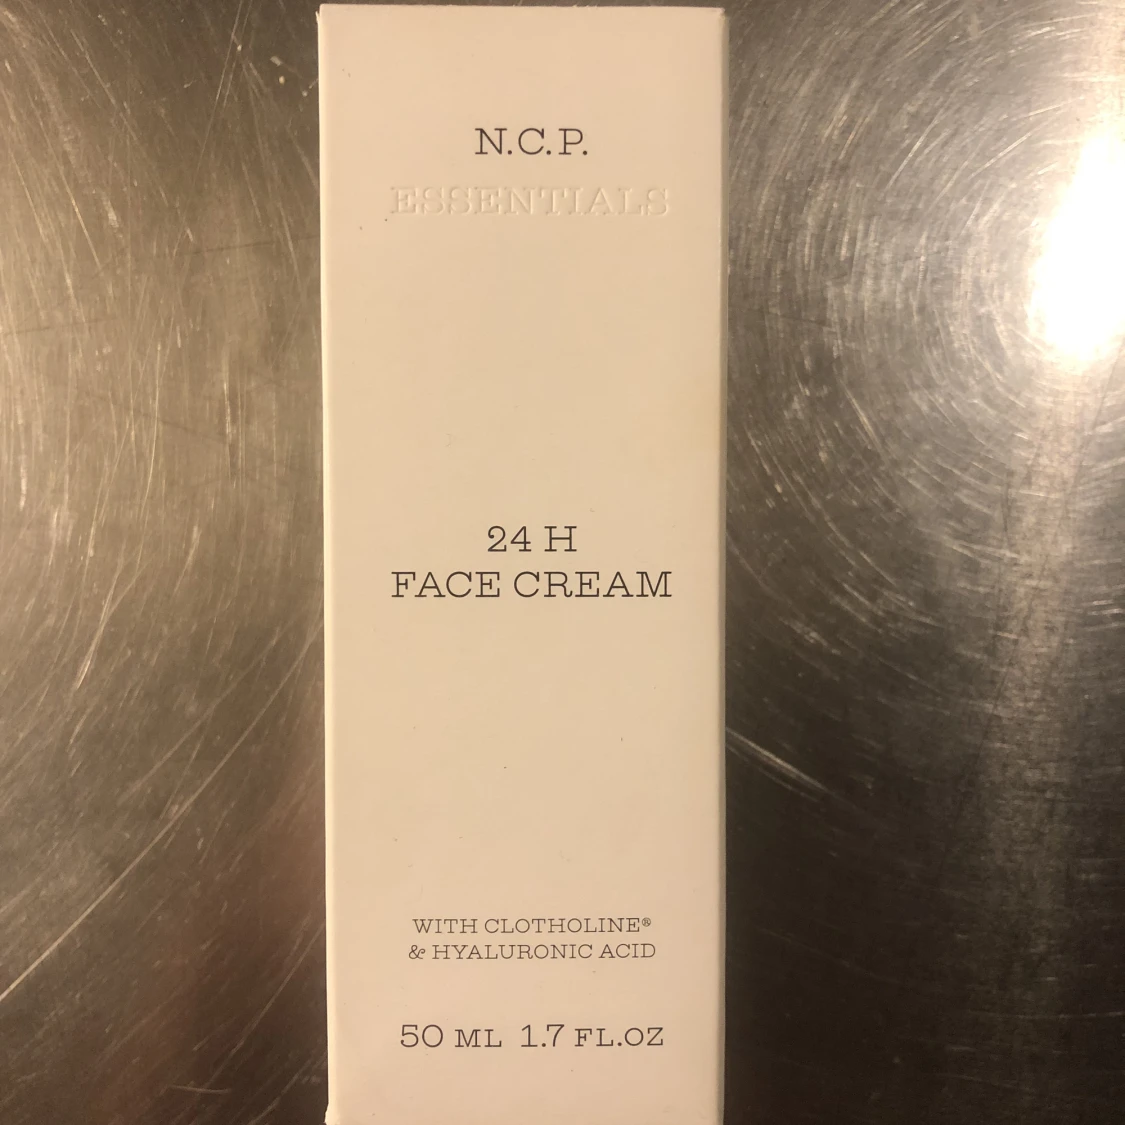 N.C.P.
ESSENTIALS
24 H
FACE CREAM
WITH CLOTHOLINE®
& HYALURONIC ACID
50 ML 1.7 FL.OZ